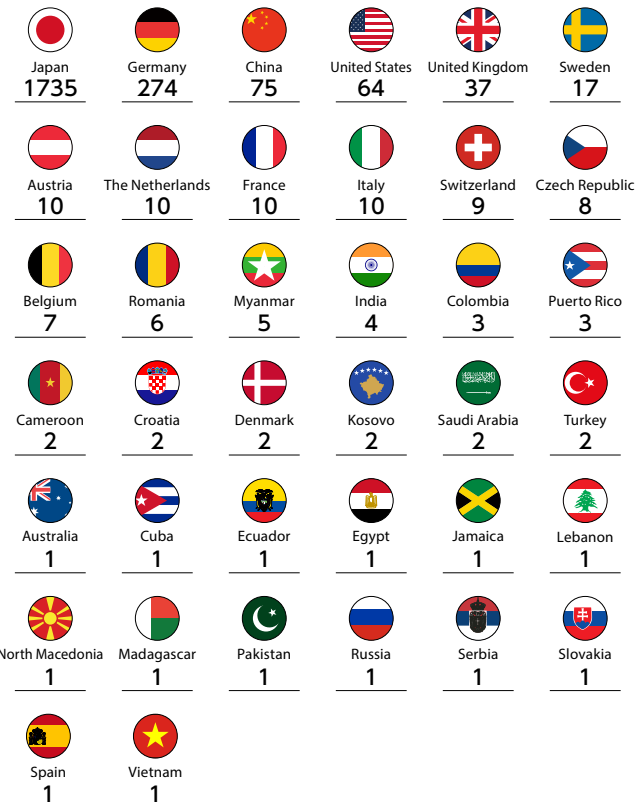 Japan Germany China United States United Kingdom Sweden
1735 274 75 64 37 17
Austria The Netherlands France Italy Switzerland Czech Republic
10 10 10 10 9 8
Belgium Romania Myanmar India Colombia Puerto Rico
7 6 5 4 3 3
Cameroon Croatia Denmark Kosovo Saudi Arabia Turkey
2 2 2 2 2 2
Australia Cuba Ecuador Egypt Jamaica Lebanon
1 1 1 1 1 1
North Macedonia Madagascar Pakistan Russia Serbia Slovakia
1 1 1 1 1 1
Spain Vietnam
1 1